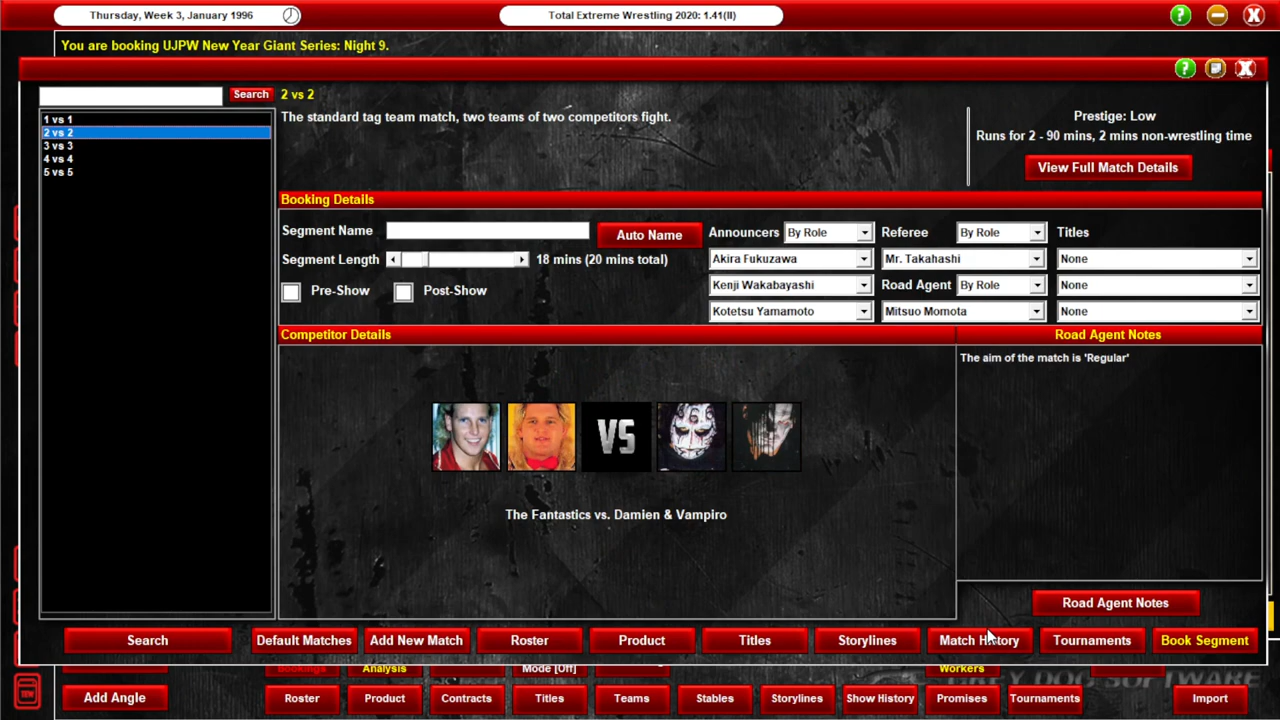 Thursday, Week 3, January 1996
Total Extreme Wrestling 2020: 1.41(II)
You are booking UJPW New Year Giant Series: Night 9.
Search
2 vs 2
1 vs 1
2 vs 2
3 vs 3
4 vs 4
5 vs 5
The standard tag team match, two teams of two competitors fight.
Prestige: Low
Runs for 2 - 90 mins, 2 mins non-wrestling time
View Full Match Details
Booking Details
Segment Name
Auto Name
Announcers
By Role
Referee
By Role
Titles
Segment Length
18 mins (20 mins total)
Akira Fukuzawa
Mr. Takahashi
None
Pre-Show
Post-Show
Kenji Wakabayashi
Road Agent
By Role
None
Kotetsu Yamamoto
Mitsuo Momota
None
Competitor Details
Road Agent Notes
The aim of the match is 'Regular'
VS
The Fantastics vs. Damien & Vampiro
Road Agent Notes
Search
Default Matches
Add New Match
Roster
Product
Titles
Storylines
Match History
Tournaments
Book Segment
Bookings
Analysis
Mode [Off]
Workers
GREY DOG SOFTWARE
Add Angle
Roster
Product
Contracts
Titles
Teams
Stables
Storylines
Show History
Promises
Tournaments
Import